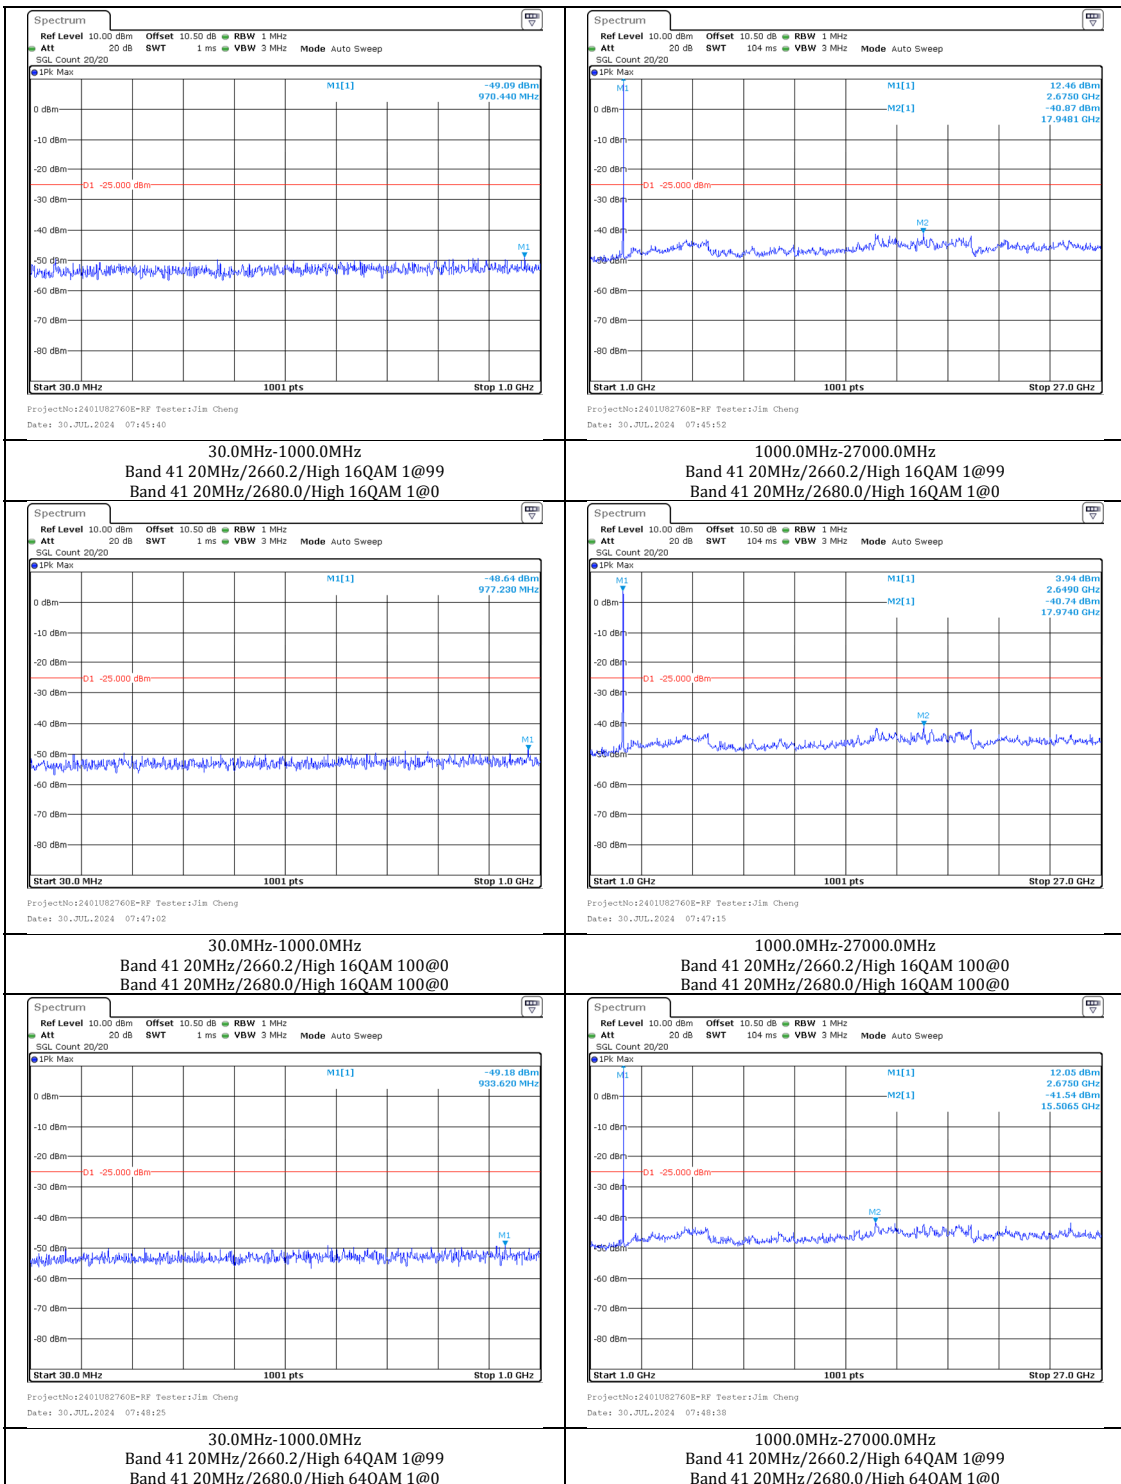 Spectrum
Ref Level 10.00 dBm Offset 10.50 dB RBW 1 MHz
Att 20 dB SWT 1 ms VBW 3 MHz Mode Auto Sweep
SGL Count 20/20
1Pk Max
M1[1] -49.09 dBm
970.440 MHz
0 dBm
-10 dBm
-20 dBm
D1 -25.000 dBm
-30 dBm
-40 dBm
M1
-50 dBm
-60 dBm
-70 dBm
-80 dBm
Start 30.0 MHz 1001 pts Stop 1.0 GHz
ProjectNo:2401U82760E-RF Tester:Jim Cheng
Date: 30.JUL.2024 07:45:40
30.0MHz-1000.0MHz
Band 41 20MHz/2660.2/High 16QAM 1@99
Band 41 20MHz/2680.0/High 16QAM 1@0
Spectrum
Ref Level 10.00 dBm Offset 10.50 dB RBW 1 MHz
Att 20 dB SWT 104 ms VBW 3 MHz Mode Auto Sweep
SGL Count 20/20
1Pk Max
M1 M1[1] 12.46 dBm
2.6750 GHz
0 dBm M2[1] -40.87 dBm
17.9481 GHz
-10 dBm
-20 dBm
D1 -25.000 dBm
-30 dBm
-40 dBm
M2
-50 dBm
-60 dBm
-70 dBm
-80 dBm
Start 1.0 GHz 1001 pts Stop 27.0 GHz
ProjectNo:2401U82760E-RF Tester:Jim Cheng
Date: 30.JUL.2024 07:45:52
1000.0MHz-27000.0MHz
Band 41 20MHz/2660.2/High 16QAM 1@99
Band 41 20MHz/2680.0/High 16QAM 1@0
Spectrum
Ref Level 10.00 dBm Offset 10.50 dB RBW 1 MHz
Att 20 dB SWT 1 ms VBW 3 MHz Mode Auto Sweep
SGL Count 20/20
1Pk Max
M1[1] -48.64 dBm
977.230 MHz
0 dBm
-10 dBm
-20 dBm
D1 -25.000 dBm
-30 dBm
-40 dBm
M1
-50 dBm
-60 dBm
-70 dBm
-80 dBm
Start 30.0 MHz 1001 pts Stop 1.0 GHz
ProjectNo:2401U82760E-RF Tester:Jim Cheng
Date: 30.JUL.2024 07:47:02
30.0MHz-1000.0MHz
Band 41 20MHz/2660.2/High 16QAM 100@0
Band 41 20MHz/2680.0/High 16QAM 100@0
Spectrum
Ref Level 10.00 dBm Offset 10.50 dB RBW 1 MHz
Att 20 dB SWT 104 ms VBW 3 MHz Mode Auto Sweep
SGL Count 20/20
1Pk Max
M1 M1[1] 3.94 dBm
2.6490 GHz
0 dBm M2[1] -40.74 dBm
17.9740 GHz
-10 dBm
-20 dBm
D1 -25.000 dBm
-30 dBm
-40 dBm
M2
-50 dBm
-60 dBm
-70 dBm
-80 dBm
Start 1.0 GHz 1001 pts Stop 27.0 GHz
ProjectNo:2401U82760E-RF Tester:Jim Cheng
Date: 30.JUL.2024 07:47:15
1000.0MHz-27000.0MHz
Band 41 20MHz/2660.2/High 16QAM 100@0
Band 41 20MHz/2680.0/High 16QAM 100@0
Spectrum
Ref Level 10.00 dBm Offset 10.50 dB RBW 1 MHz
Att 20 dB SWT 1 ms VBW 3 MHz Mode Auto Sweep
SGL Count 20/20
1Pk Max
M1[1] -49.18 dBm
933.620 MHz
0 dBm
-10 dBm
-20 dBm
D1 -25.000 dBm
-30 dBm
-40 dBm
M1
-50 dBm
-60 dBm
-70 dBm
-80 dBm
Start 30.0 MHz 1001 pts Stop 1.0 GHz
ProjectNo:2401U82760E-RF Tester:Jim Cheng
Date: 30.JUL.2024 07:48:25
30.0MHz-1000.0MHz
Band 41 20MHz/2660.2/High 64QAM 1@99
Band 41 20MHz/2680.0/High 64QAM 1@0
Spectrum
Ref Level 10.00 dBm Offset 10.50 dB RBW 1 MHz
Att 20 dB SWT 104 ms VBW 3 MHz Mode Auto Sweep
SGL Count 20/20
1Pk Max
M1 M1[1] 12.05 dBm
2.6750 GHz
0 dBm M2[1] -41.54 dBm
15.5065 GHz
-10 dBm
-20 dBm
D1 -25.000 dBm
-30 dBm
-40 dBm
M2
-50 dBm
-60 dBm
-70 dBm
-80 dBm
Start 1.0 GHz 1001 pts Stop 27.0 GHz
ProjectNo:2401U82760E-RF Tester:Jim Cheng
Date: 30.JUL.2024 07:48:38
1000.0MHz-27000.0MHz
Band 41 20MHz/2660.2/High 64QAM 1@99
Band 41 20MHz/2680.0/High 64QAM 1@0